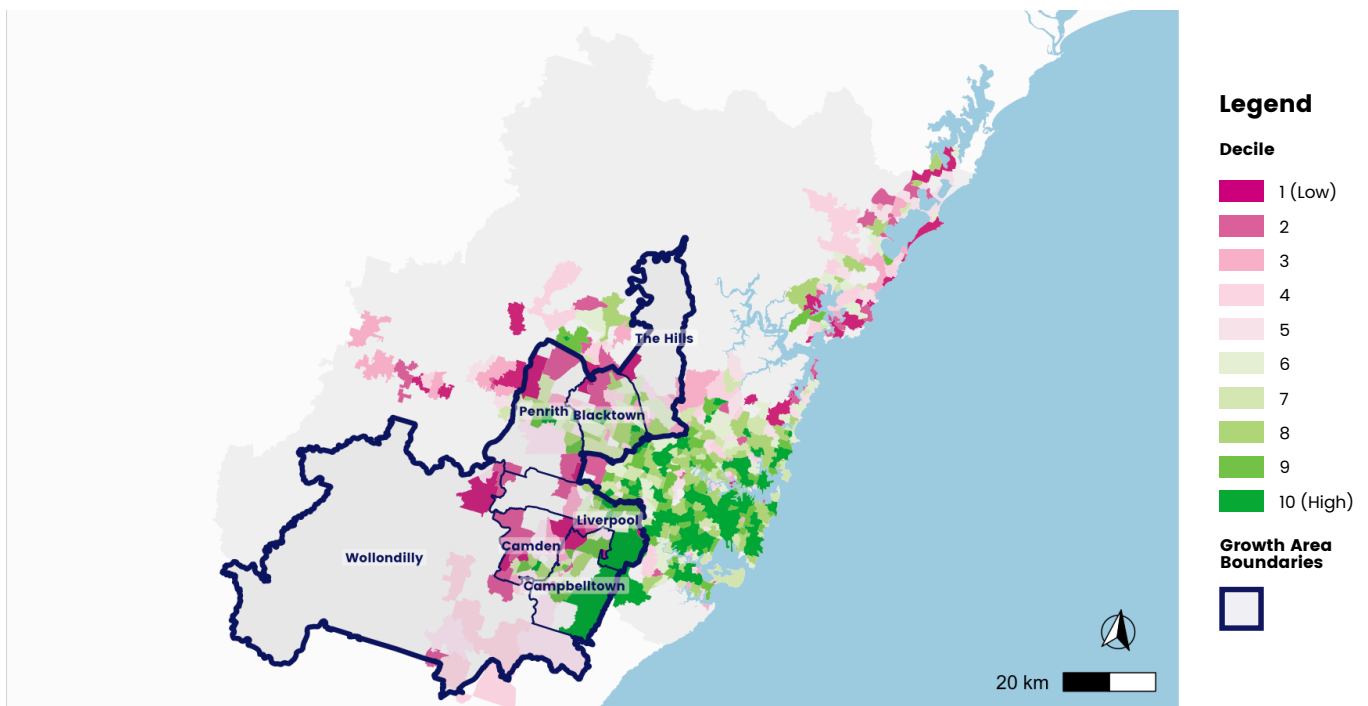 The Hills
Penrith
Blacktown
Liverpool
Camden
Wollondilly
Campbelltown
20 km
Legend
Decile
1 (Low)
2
3
4
5
6
7
8
9
10 (High)
Growth Area
Boundaries